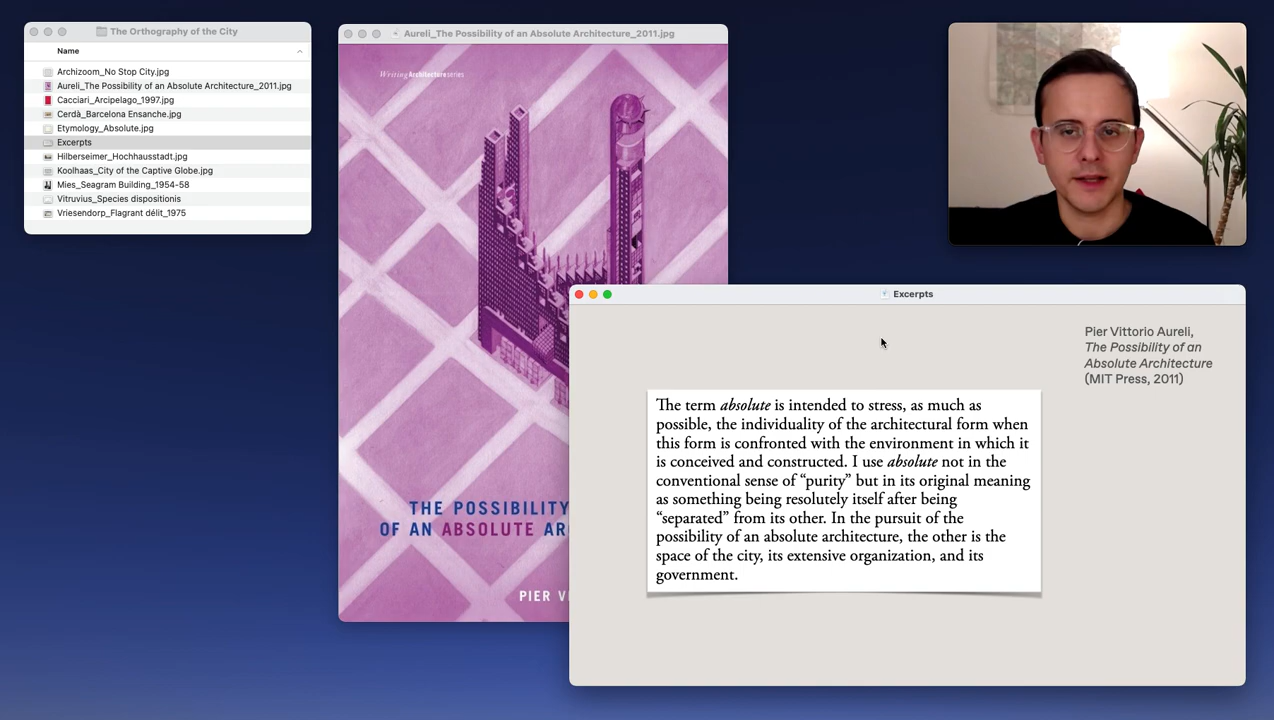 The Orthography of the City
Name
Archizoom_No Stop City.jpg
Aureli_The Possibility of an Absolute Architecture_2011.jpg
Cacciari_Arcipelago_1997.jpg
Cerdà_Barcelona Ensanche.jpg
Etymology_Absolute.jpg
Excerpts
Hilberseimer_Hochhausstadt.jpg
Koolhaas_City of the Captive Globe.jpg
Mies_Seagram Building_1954-58
Vitruvius_Species dispositionis
Vriesendorp_Flagrant délit_1975
Aureli_The Possibility of an Absolute Architecture_2011.jpg
Writing Architecture series
THE POSSIBILITY
OF AN ABSOLUTE AR
PIER VI
Excerpts
Pier Vittorio Aureli,
The Possibility of an
Absolute Architecture
(MIT Press, 2011)
The term absolute is intended to stress, as much as
possible, the individuality of the architectural form when
this form is confronted with the environment in which it
is conceived and constructed. I use absolute not in the
conventional sense of “purity” but in its original meaning
as something being resolutely itself after being
“separated” from its other. In the pursuit of the
possibility of an absolute architecture, the other is the
space of the city, its extensive organization, and its
government.